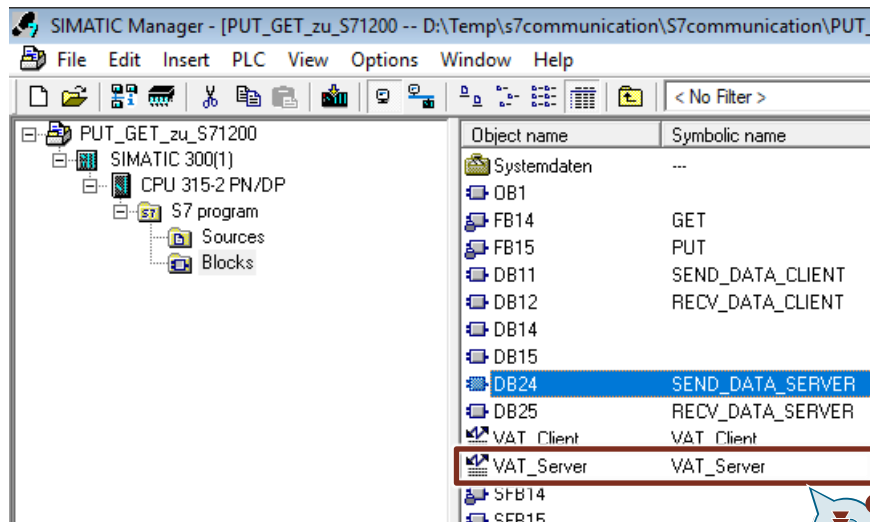 SIMATIC Manager - [PUT_GET_zu_S71200 -- D:\Temp\s7communication\S7communication\PUT_
File Edit Insert PLC View Options Window Help
< No Filter >
PUT_GET_zu_S71200
SIMATIC 300(1)
CPU 315-2 PN/DP
S7 program
Sources
Blocks
Object name Symbolic name
Systemdaten ---
OB1
FB14 GET
FB15 PUT
DB11 SEND_DATA_CLIENT
DB12 RECV_DATA_CLIENT
DB14
DB15
DB24 SEND_DATA_SERVER
DB25 RECV_DATA_SERVER
VAT_Client VAT_Client
VAT_Server VAT_Server
SFB14
SFB15